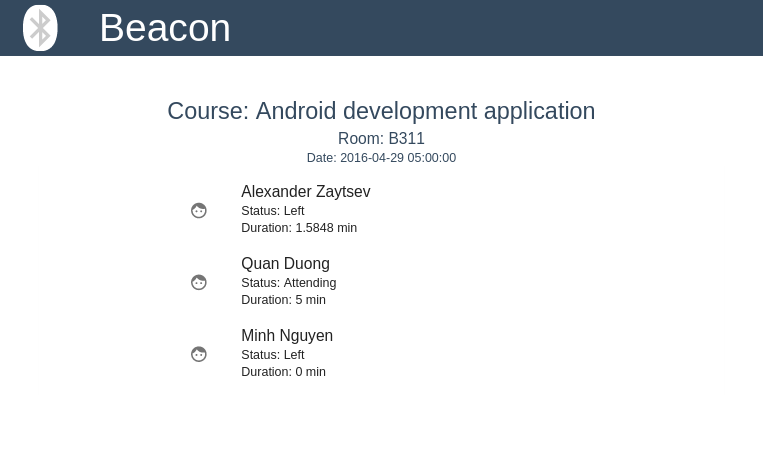 Beacon
Course: Android development application
Room: B311
Date: 2016-04-29 05:00:00
Alexander Zaytsev
Status: Left
Duration: 1.5848 min
Quan Duong
Status: Attending
Duration: 5 min
Minh Nguyen
Status: Left
Duration: 0 min